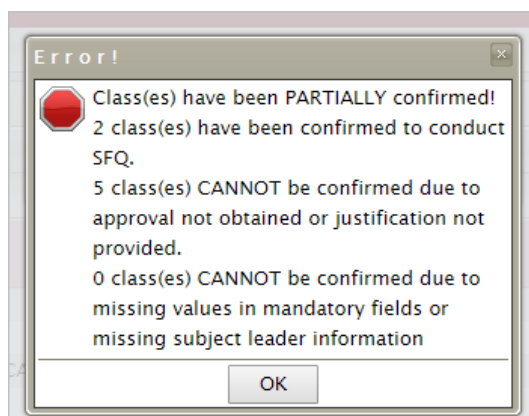 Error!
Class(es) have been PARTIALLY confirmed!
2 class(es) have been confirmed to conduct
SFQ.
5 class(es) CANNOT be confirmed due to
approval not obtained or justification not
provided.
0 class(es) CANNOT be confirmed due to
missing values in mandatory fields or
missing subject leader information
OK